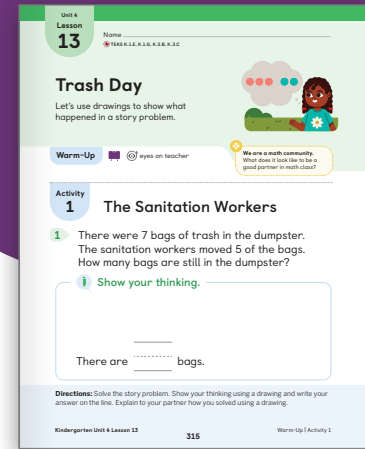 Unit 4
Lesson
13
Name
TEKS K.1.E, K.1.G, K.3.B, K.3.C
Trash Day
Let's use drawings to show what
happened in a story problem.
Warm-Up eyes on teacher
We are a math community.
What does it look like to be a
good partner in math class?
Activity
1
The Sanitation Workers
1 There were 7 bags of trash in the dumpster.
The sanitation workers moved 5 of the bags.
How many bags are still in the dumpster?
Show your thinking.
There are bags.
Directions: Solve the story problem. Show your thinking using a drawing and write your
answer on the line. Explain to your partner how you solved using a drawing.
Kindergarten Unit 4 Lesson 13
315
Warm-Up | Activity 1